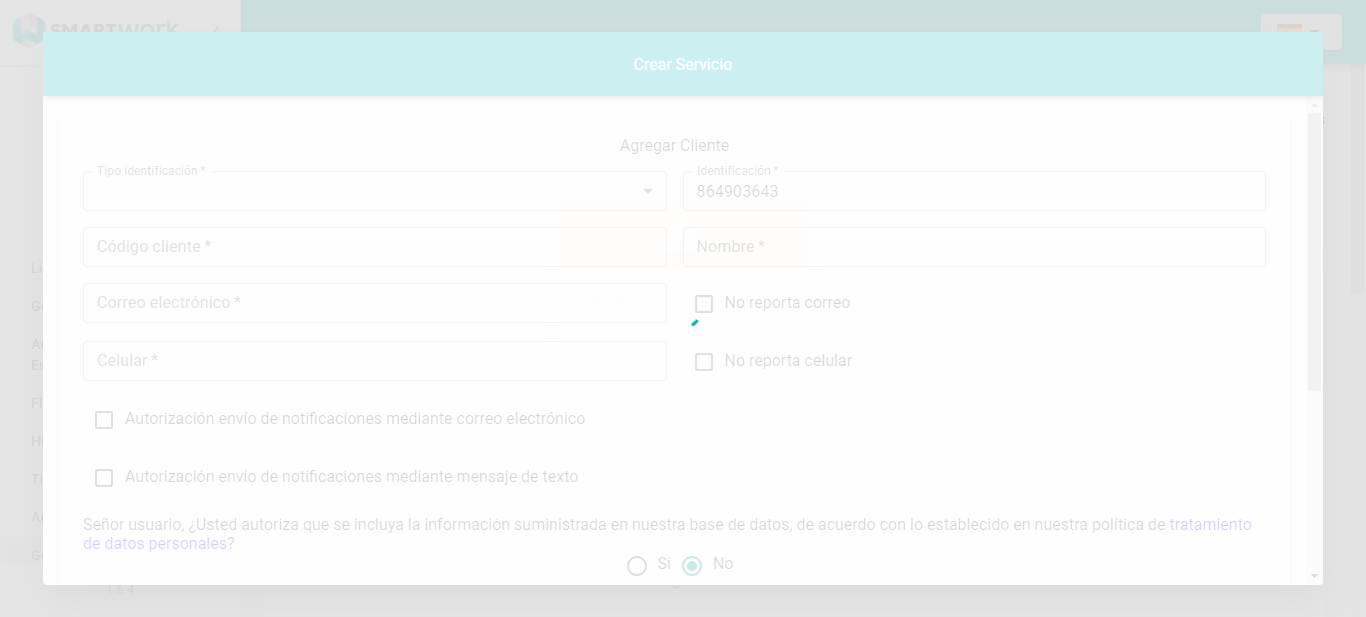 SMARTwork
Crear Servicio
Agregar Cliente
Tipo identificación *
Identificación *
864903643
Código cliente *
Nombre *
Correo electrónico *
No reporta correo
Celular *
No reporta celular
Autorización envío de notificaciones mediante correo electrónico
Autorización envío de notificaciones mediante mensaje de texto
Señor usuario, ¿Usted autoriza que se incluya la información suministrada en nuestra base de datos, de acuerdo con lo establecido en nuestra política de tratamiento
de datos personales?
Si
No
1.6.4